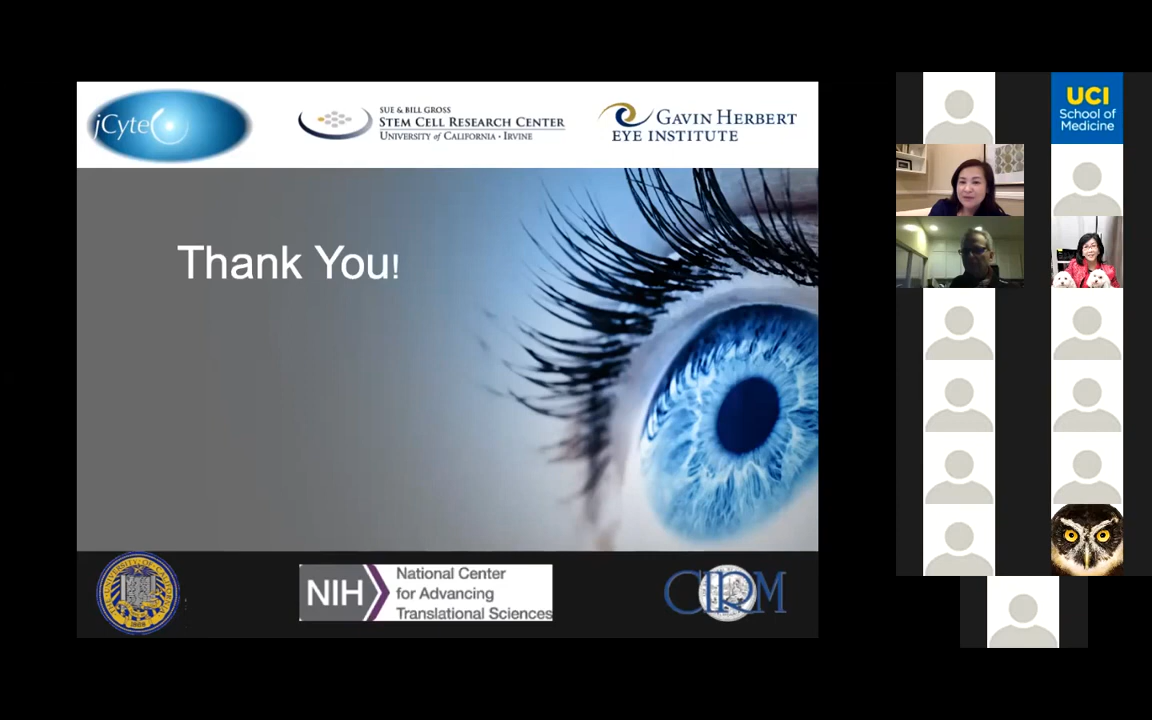 jCyte
SUE & BILL GROSS
STEM CELL RESEARCH CENTER
UNIVERSITY of CALIFORNIA • IRVINE
GAVIN HERBERT
EYE INSTITUTE
Thank You!
NIH
National Center
for Advancing
Translational Sciences
CIRM
UCI
School of
Medicine